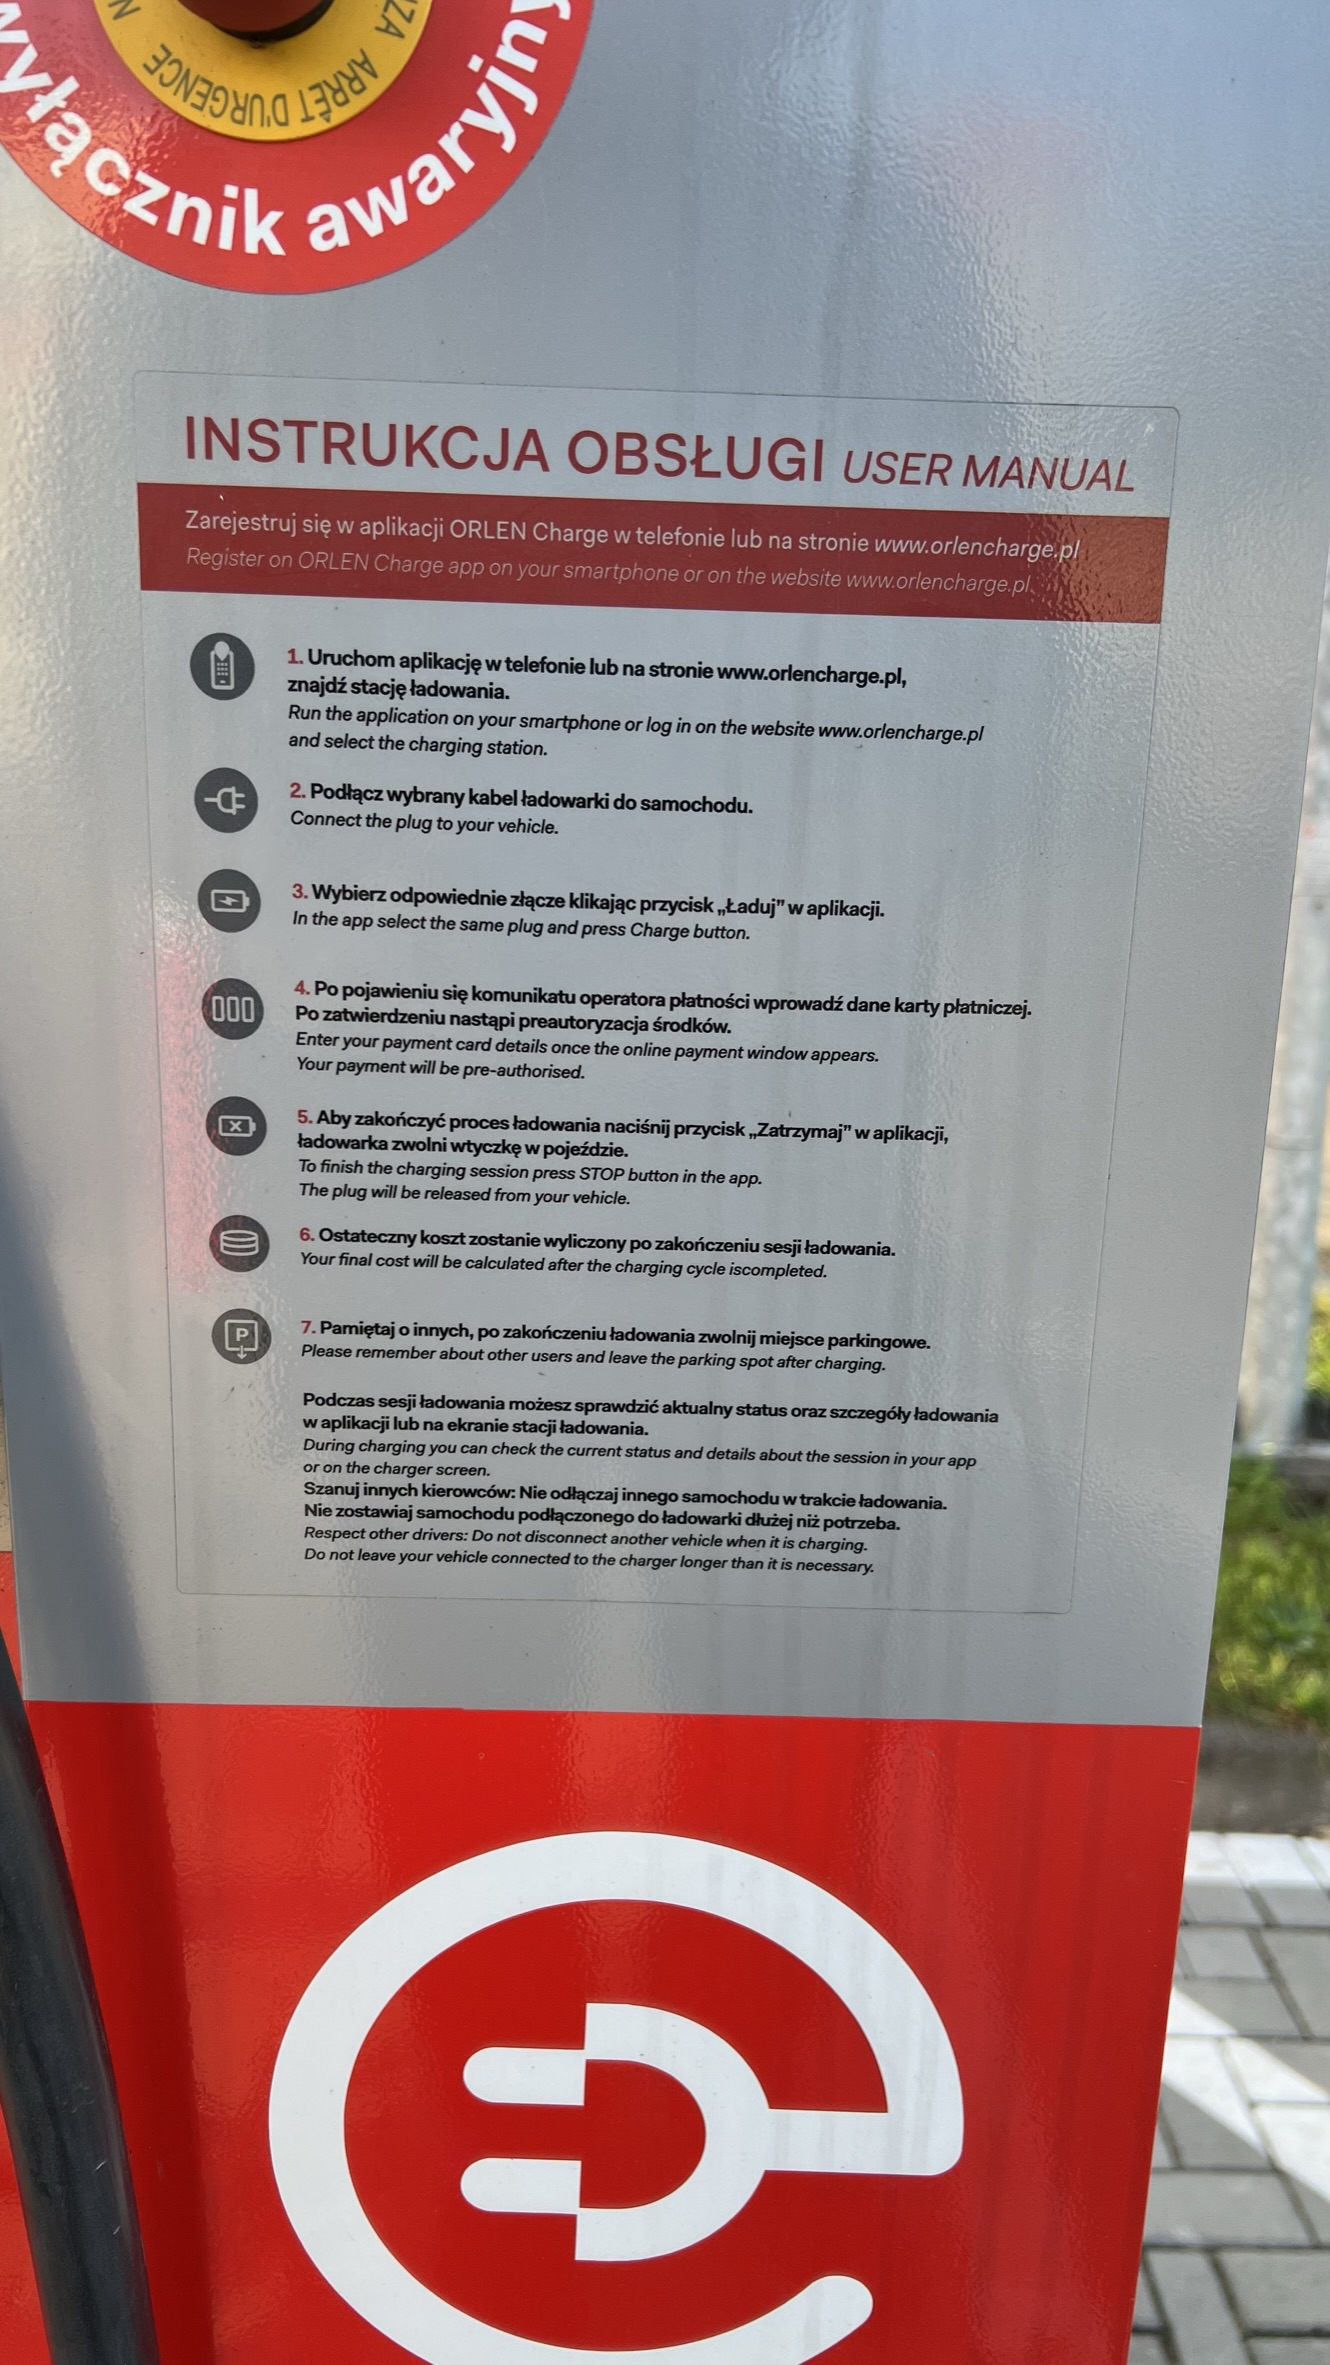 ARRÊT D'URGENCE
wyłącznik awaryjny
INSTRUKCJA OBSŁUGI USER MANUAL
Zarejestruj się w aplikacji ORLEN Charge w telefonie lub na stronie www.orlencharge.pl
Register on ORLEN Charge app on your smartphone or on the website www.orlencharge.pl
1. Uruchom aplikację w telefonie lub na stronie www.orlencharge.pl,
znajdź stację ładowania.
Run the application on your smartphone or log in on the website www.orlencharge.pl
and select the charging station.
2. Podłącz wybrany kabel ładowarki do samochodu.
Connect the plug to your vehicle.
3. Wybierz odpowiednie złącze klikając przycisk „Ładuj” w aplikacji.
In the app select the same plug and press Charge button.
4. Po pojawieniu się komunikatu operatora płatności wprowadź dane karty płatniczej.
Po zatwierdzeniu nastąpi preautoryzacja środków.
Enter your payment card details once the online payment window appears.
Your payment will be pre-authorised.
5. Aby zakończyć proces ładowania naciśnij przycisk „Zatrzymaj” w aplikacji,
ładowarka zwolni wtyczkę w pojeździe.
To finish the charging session press STOP button in the app.
The plug will be released from your vehicle.
6. Ostateczny koszt zostanie wyliczony po zakończeniu sesji ładowania.
Your final cost will be calculated after the charging cycle iscompleted.
P
7. Pamiętaj o innych, po zakończeniu ładowania zwolnij miejsce parkingowe.
Please remember about other users and leave the parking spot after charging.
Podczas sesji ładowania możesz sprawdzić aktualny status oraz szczegóły ładowania
w aplikacji lub na ekranie stacji ładowania.
During charging you can check the current status and details about the session in your app
or on the charger screen.
Szanuj innych kierowców: Nie odłączaj innego samochodu w trakcie ładowania.
Nie zostawiaj samochodu podłączonego do ładowarki dłużej niż potrzeba.
Respect other drivers: Do not disconnect another vehicle when it is charging.
Do not leave your vehicle connected to the charger longer than it is necessary.